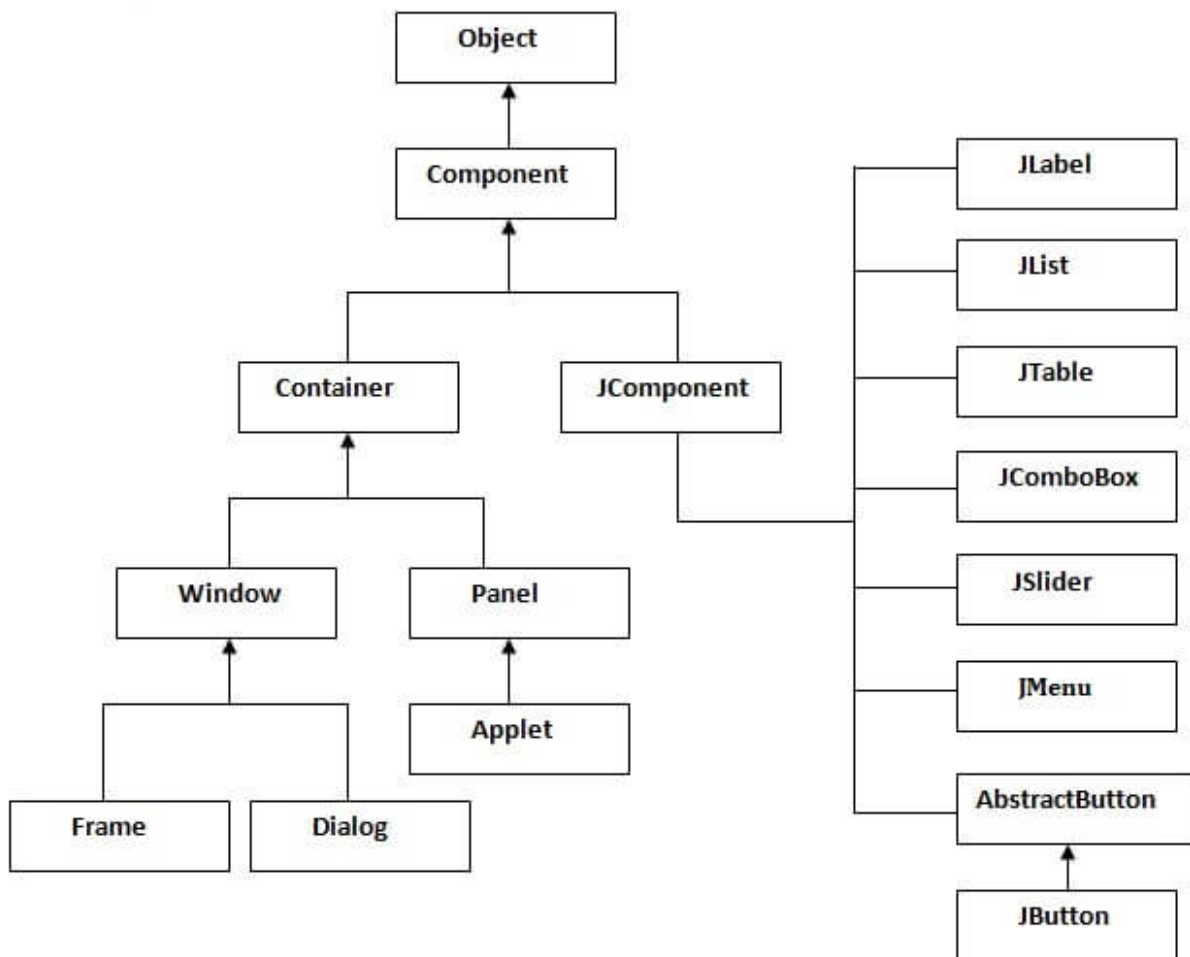 Object
Component
Container
JComponent
Window
Panel
Applet
Frame
Dialog
JLabel
JList
JTable
JComboBox
JSlider
JMenu
AbstractButton
JButton